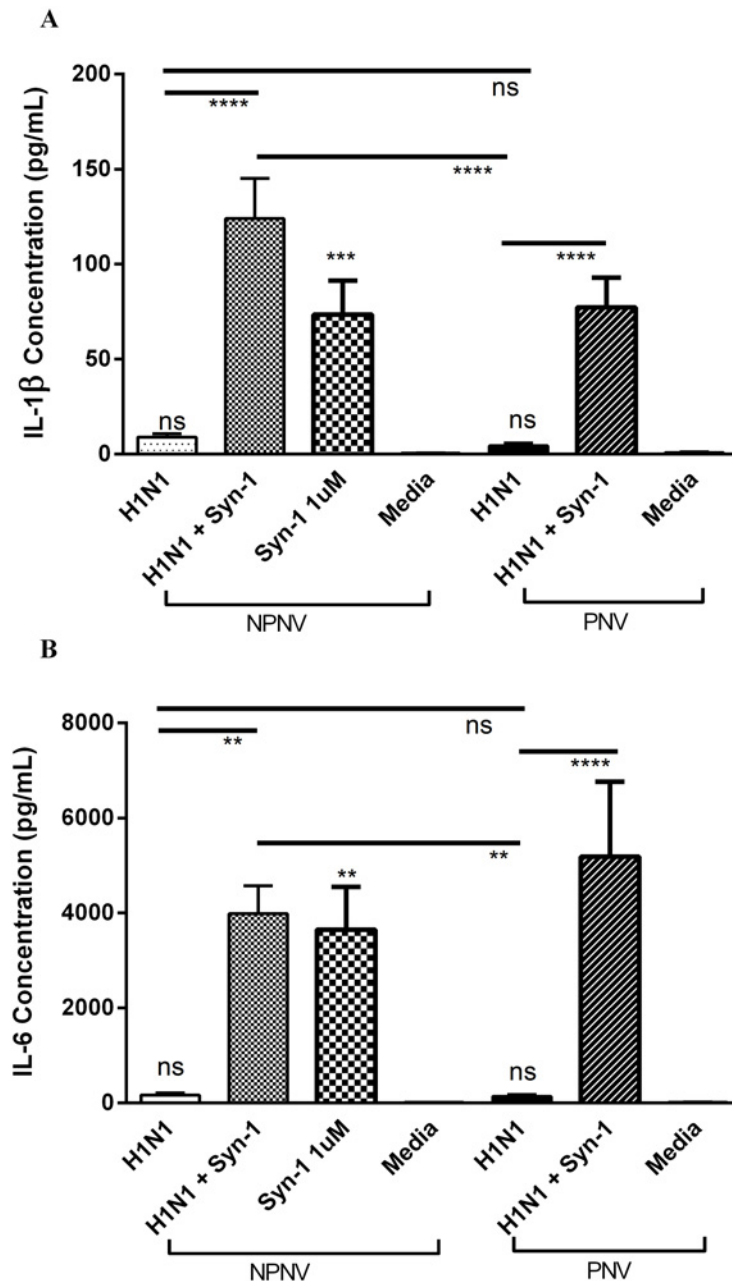 A
IL-1β Concentration (pg/mL)
200
150
100
50
0
ns
****
****
****
***
ns
ns
H1N1
H1N1 + Syn-1
Syn-1 1uM
Media
H1N1
H1N1 + Syn-1
Media
NPNV
PNV
B
IL-6 Concentration (pg/mL)
8000
6000
4000
2000
0
ns
**
****
**
**
ns
ns
H1N1
H1N1 + Syn-1
Syn-1 1uM
Media
H1N1
H1N1 + Syn-1
Media
NPNV
PNV